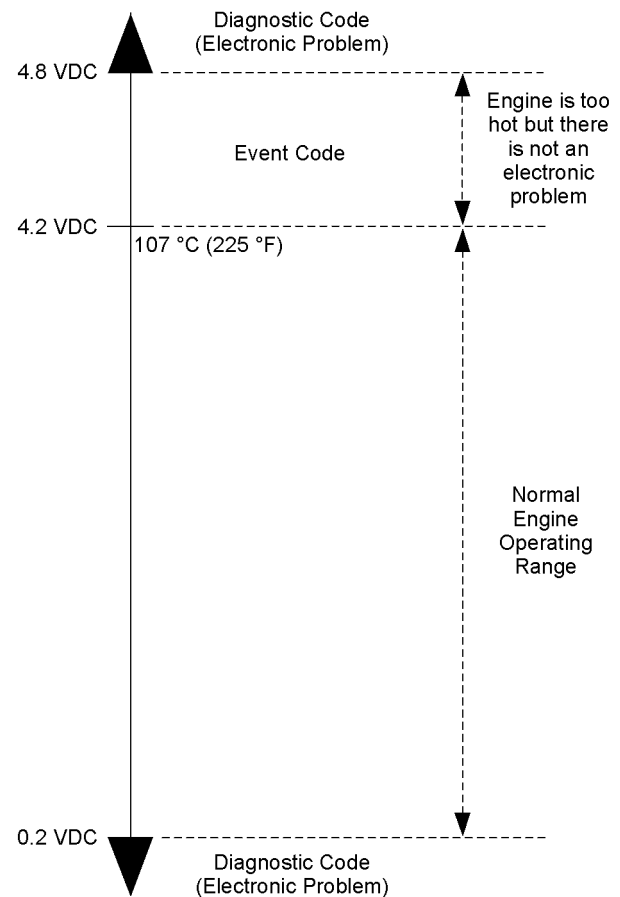 Diagnostic Code
(Electronic Problem)
4.8 VDC
Engine is too
hot but there
is not an
electronic
problem
Event Code
4.2 VDC
107 °C (225 °F)
Normal
Engine
Operating
Range
0.2 VDC
Diagnostic Code
(Electronic Problem)